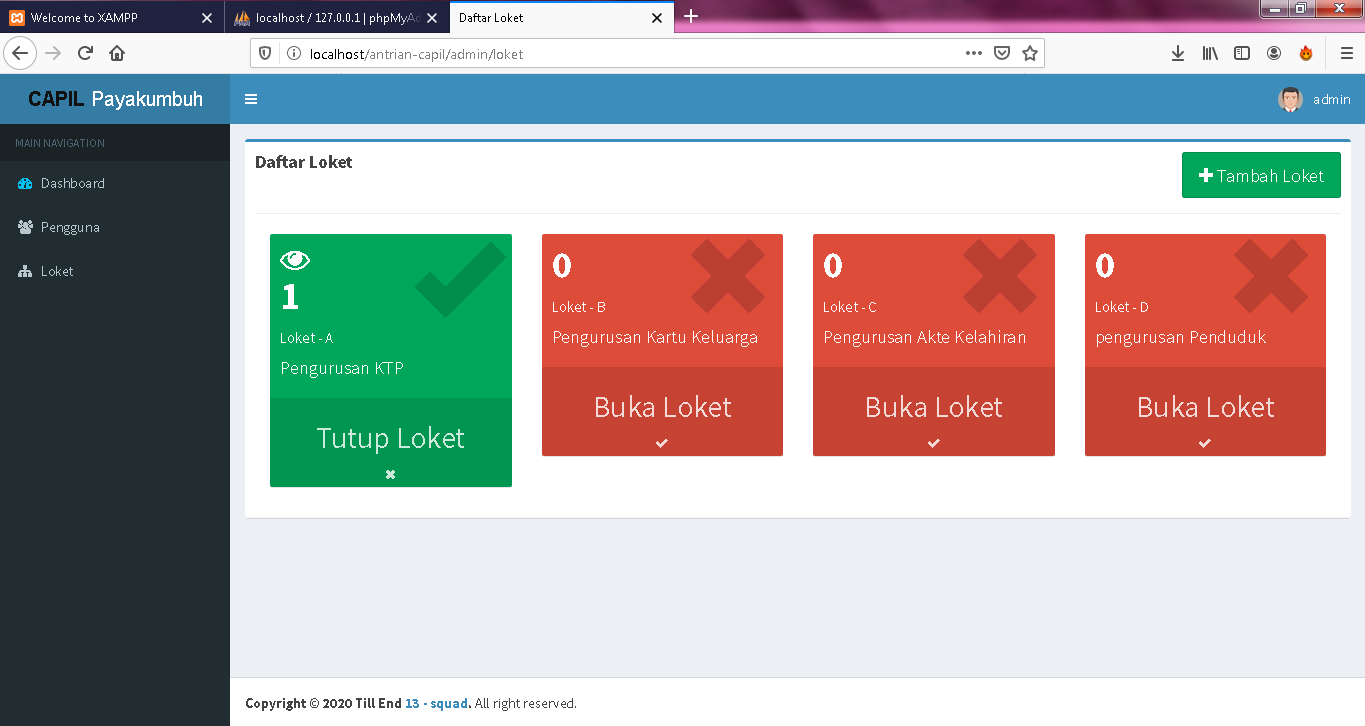 Welcome to XAMPP
localhost / 127.0.0.1 | phpMyAd
Daftar Loket
localhost/antrian-capil/admin/loket
CAPIL Payakumbuh
admin
MAIN NAVIGATION
Dashboard
Pengguna
Loket
Daftar Loket
Tambah Loket
1
Loket - A
Pengurusan KTP
Tutup Loket
0
Loket - B
Pengurusan Kartu Keluarga
Buka Loket
0
Loket - C
Pengurusan Akte Kelahiran
Buka Loket
0
Loket - D
pengurusan Penduduk
Buka Loket
Copyright © 2020 Till End 13 - squad. All right reserved.